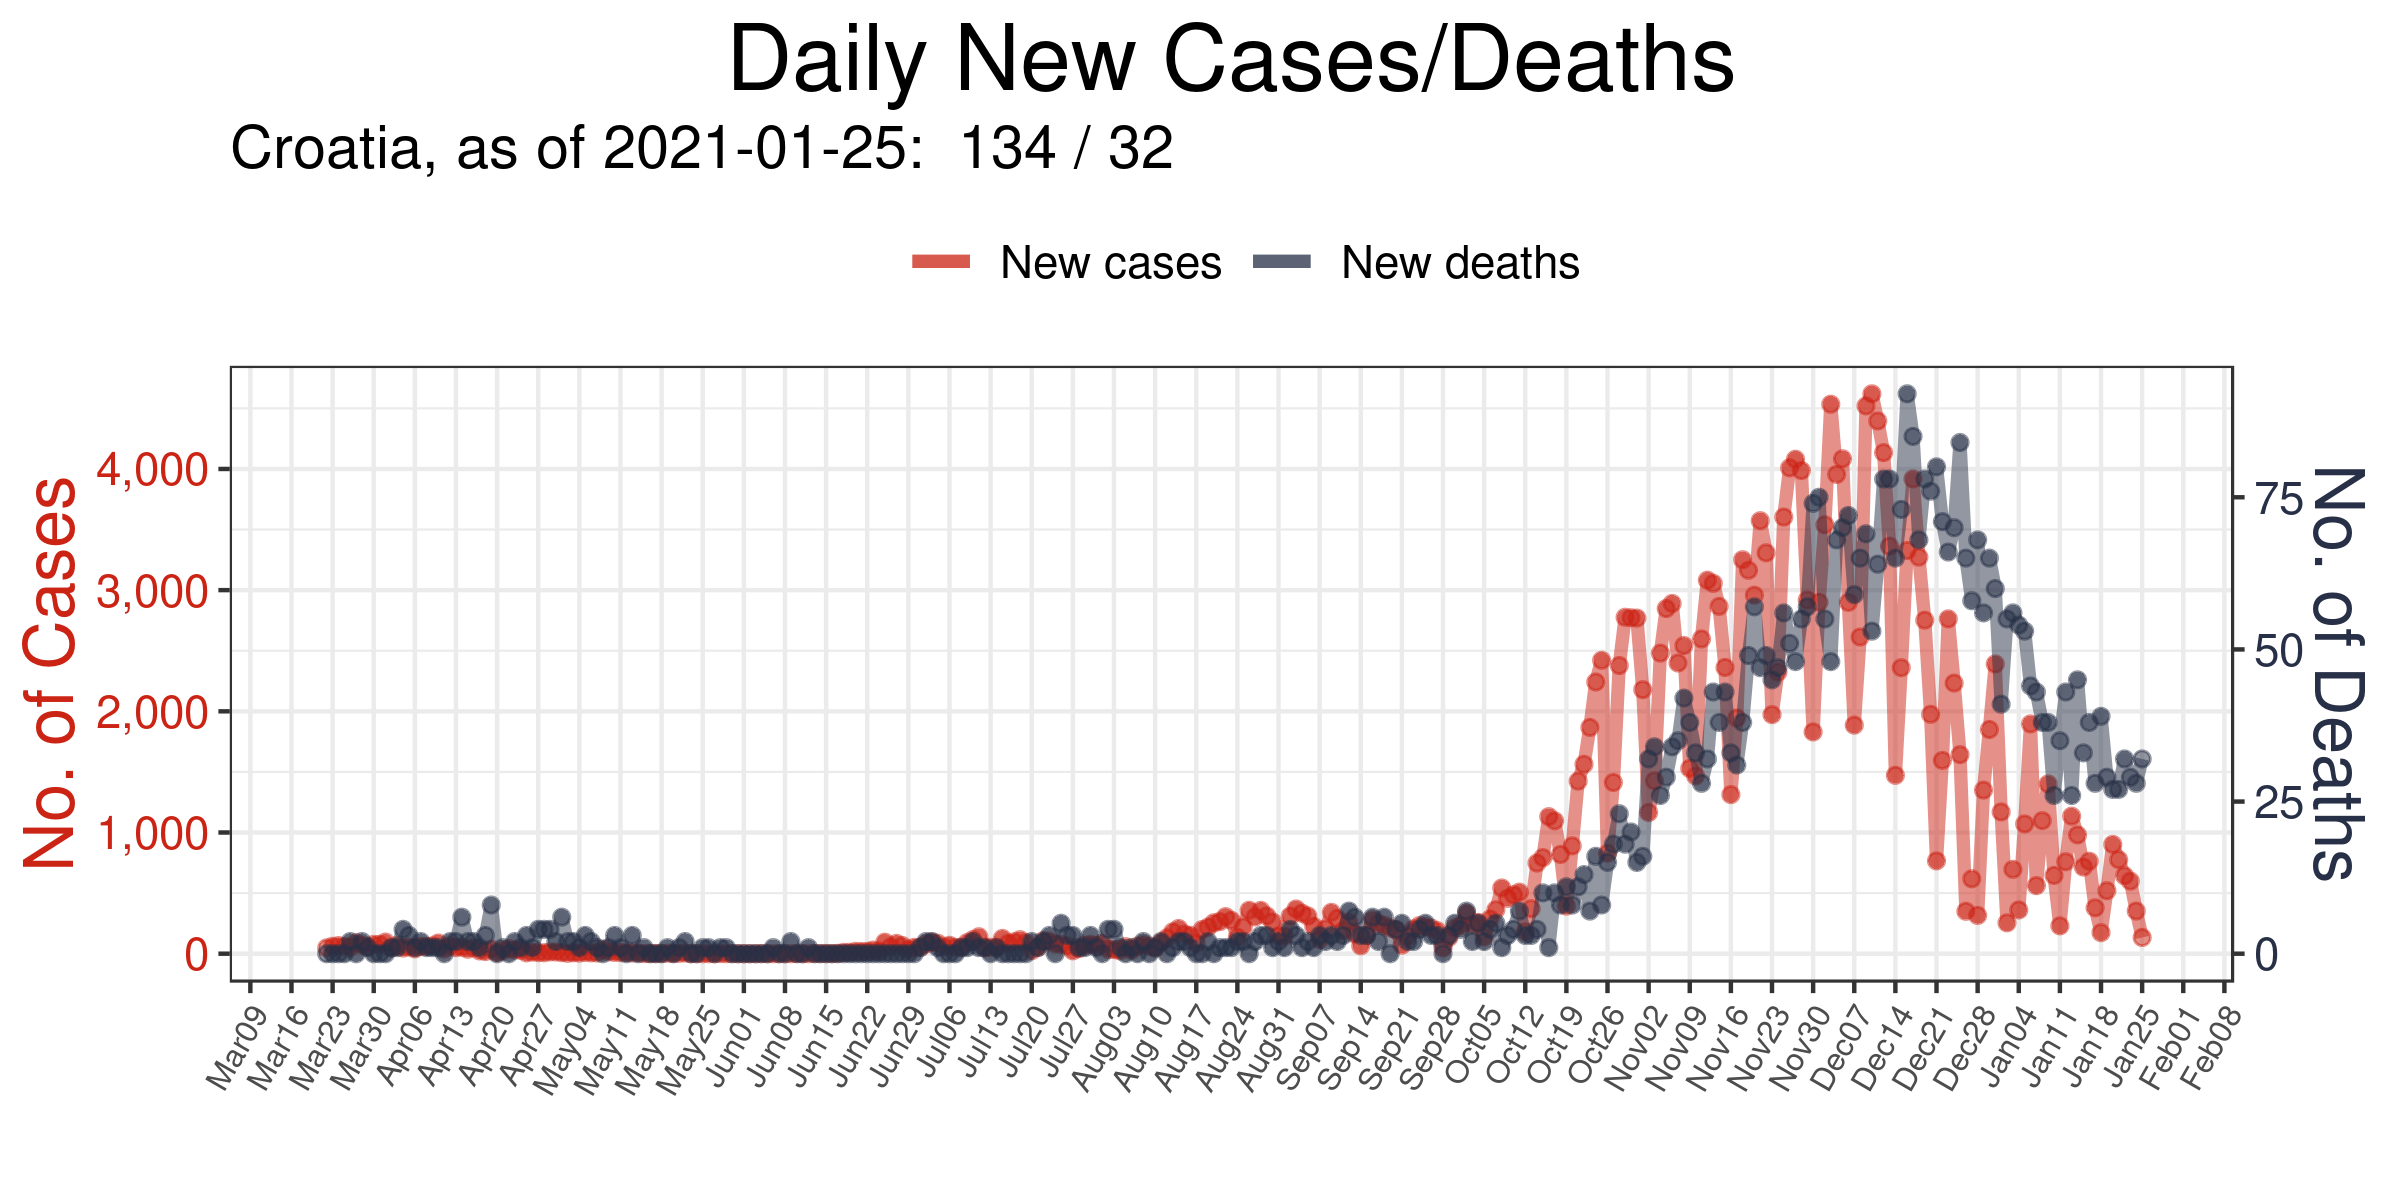 Daily New Cases/Deaths
Croatia, as of 2021-01-25: 134 / 32
New cases
New deaths
No. of Cases
4,000
3,000
2,000
1,000
0
75
50
25
0
No. of Deaths
Mar09
Mar16
Mar23
Mar30
Apr06
Apr13
Apr20
Apr27
May04
May11
May18
May25
Jun01
Jun08
Jun15
Jun22
Jun29
Jul06
Jul13
Jul20
Jul27
Aug03
Aug10
Aug17
Aug24
Aug31
Sep07
Sep14
Sep21
Sep28
Oct05
Oct12
Oct19
Oct26
Nov02
Nov09
Nov16
Nov23
Nov30
Dec07
Dec14
Dec21
Dec28
Jan04
Jan11
Jan18
Jan25
Feb01
Feb08